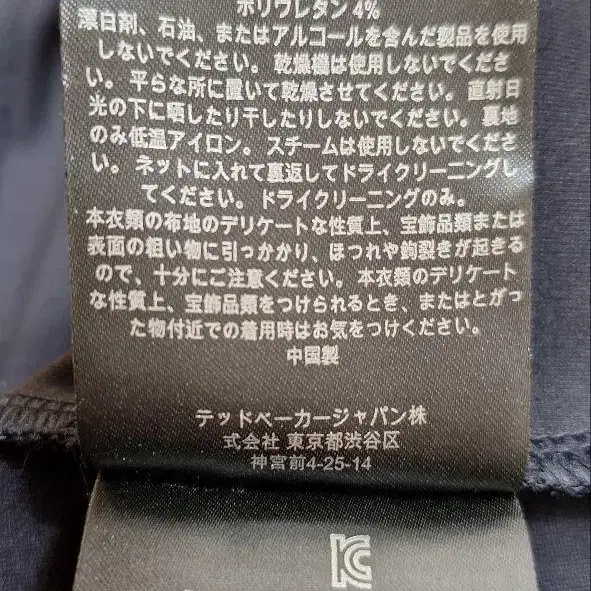 ポリウレタン 4%
漂白剤、石油、またはアルコールを含んだ製品を使用
しないでください。乾燥機は使用しないでくださ
い。平らな所に置いて乾燥させてください。直射日
光の下に晒したり干したりしないでください。裏地
のみ低温アイロン。スチームは使用しないでくださ
い。ネットに入れて裏返してドライクリーニングし
てください。ドライクリーニングのみ。
本衣類の布地のデリケートな性質上、宝飾品類または
表面の粗い物に引っかかり、ほつれや鉤裂きが起きる
ので、十分にご注意ください。本衣類のデリケート
な性質上、宝飾品類をつけられるとき、またはとがっ
た物付近での着用時はお気をつけください。
中国製
テッドベーカージャパン株
式会社 東京都渋谷区
神宮前4-25-14